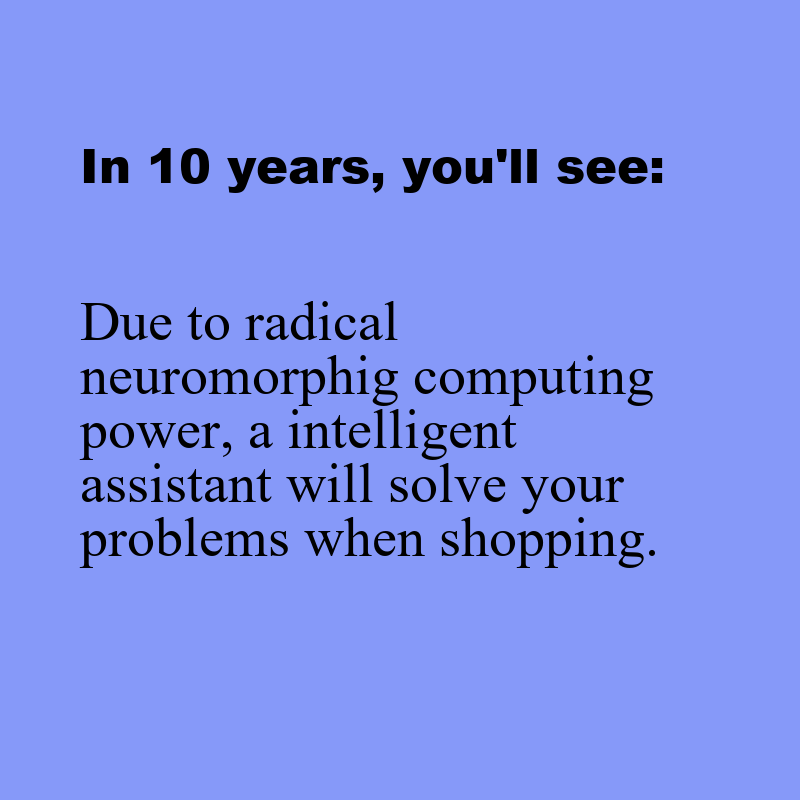 In 10 years, you'll see:
Due to radical
neuromorphig computing
power, a intelligent
assistant will solve your
problems when shopping.